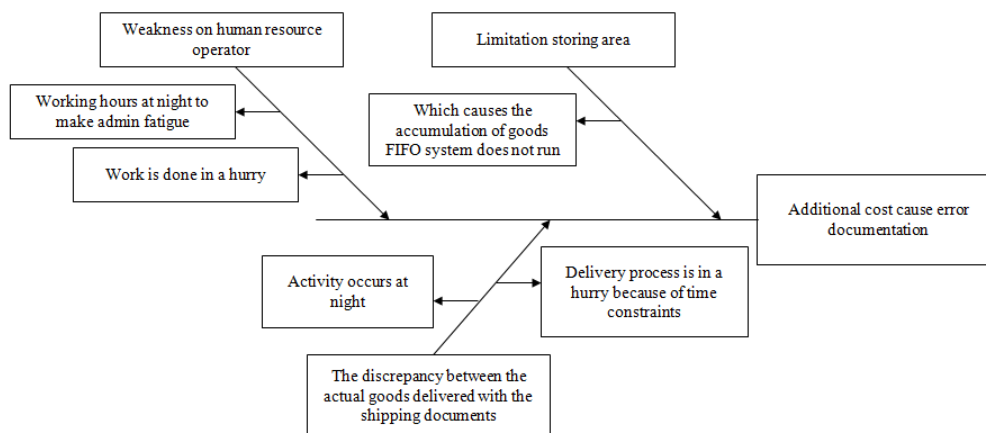 Weakness on human resource
operator
Limitation storing area
Working hours at night to
make admin fatigue
Which causes the
accumulation of goods
FIFO system does not run
Work is done in a hurry
Additional cost cause error
documentation
Activity occurs at
night
Delivery process is in a
hurry because of time
constraints
The discrepancy between the
actual goods delivered with the
shipping documents